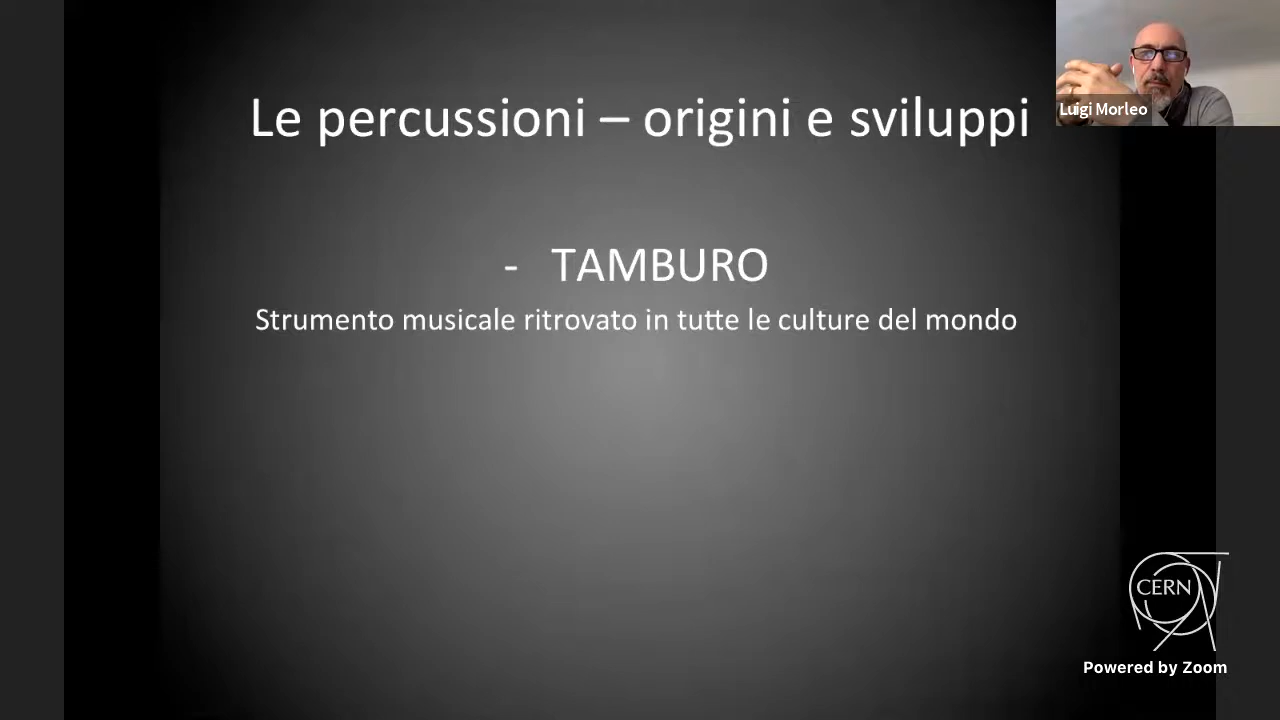 Le percussioni – origini e sviluppi
Luigi Morleo
- TAMBURO
Strumento musicale ritrovato in tutte le culture del mondo
CERN
Powered by Zoom